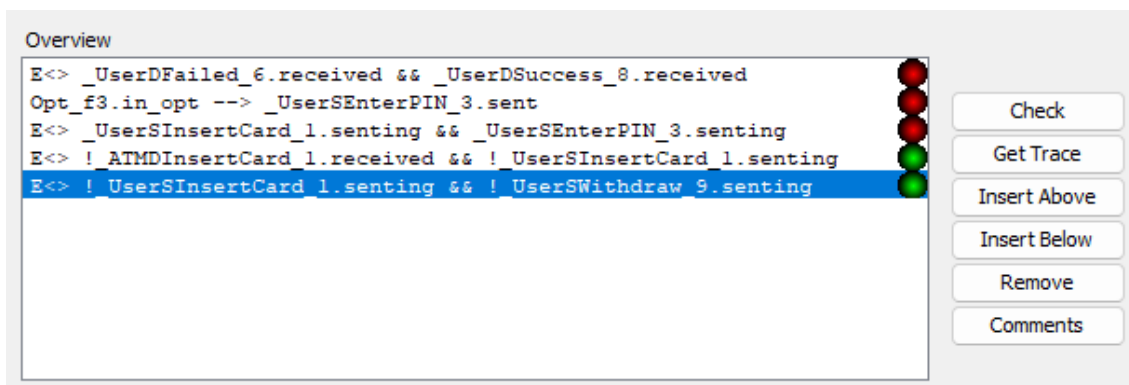 Overview
E<> _UserDFailed_6.received && _UserDSuccess_8.received
Opt_f3.in_opt --> _UserSEnterPIN_3.sent
E<> _UserSInsertCard_1.senting && _UserSEnterPIN_3.senting
E<> !_ATMDInsertCard_1.received && !_UserSInsertCard_1.senting
E<> !_UserSInsertCard_1.senting && !_UserSWithdraw_9.senting
Check
Get Trace
Insert Above
Insert Below
Remove
Comments